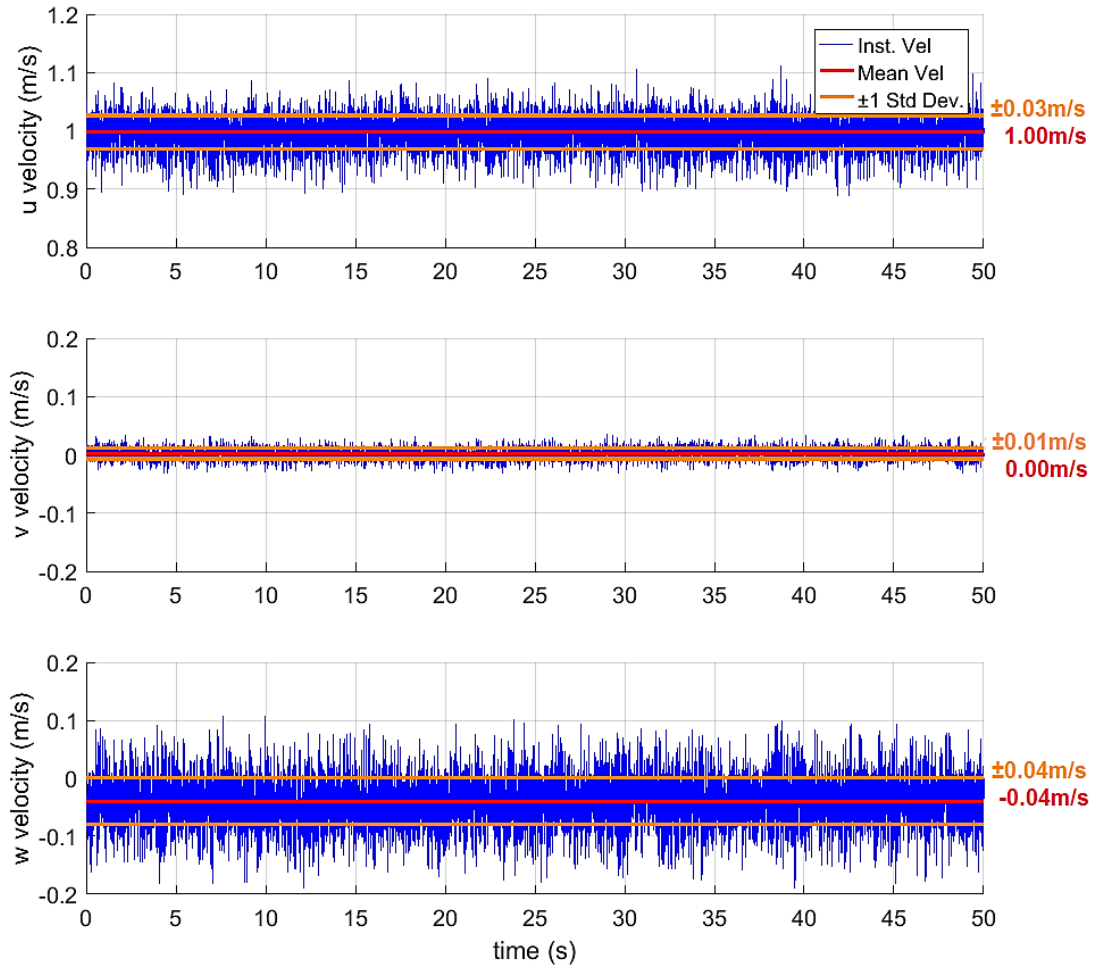 1.2
1.1
1
0.9
0.8
u velocity (m/s)
Inst. Vel
Mean Vel
±1 Std Dev.
±0.03m/s
1.00m/s
0 5 10 15 20 25 30 35 40 45 50
0.2
0.1
0
-0.1
-0.2
v velocity (m/s)
±0.01m/s
0.00m/s
0 5 10 15 20 25 30 35 40 45 50
0.2
0.1
0
-0.1
-0.2
w velocity (m/s)
±0.04m/s
-0.04m/s
0 5 10 15 20 25 30 35 40 45 50
time (s)